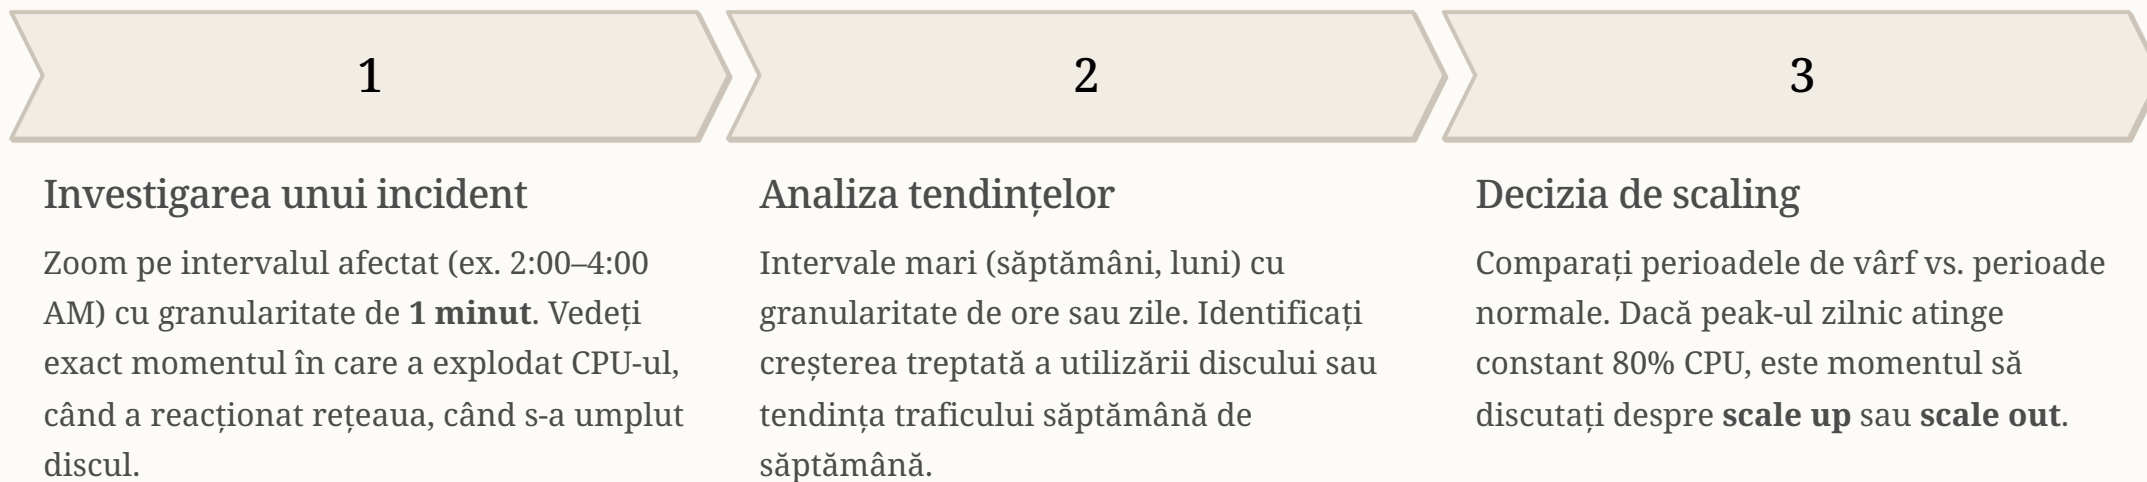 1
Investigarea unui incident
Zoom pe intervalul afectat (ex. 2:00–4:00
AM) cu granularitate de 1 minut. Vedeți
exact momentul în care a explodat CPU-ul,
când a reacționat rețeaua, când s-a umplut
discul.
2
Analiza tendințelor
Intervale mari (săptămâni, luni) cu
granularitate de ore sau zile. Identificați
creșterea treptată a utilizării discului sau
tendința traficului săptămână de
săptămână.
3
Decizia de scaling
Comparați perioadele de vârf vs. perioade
normale. Dacă peak-ul zilnic atinge
constant 80% CPU, este momentul să
discutați despre scale up sau scale out.